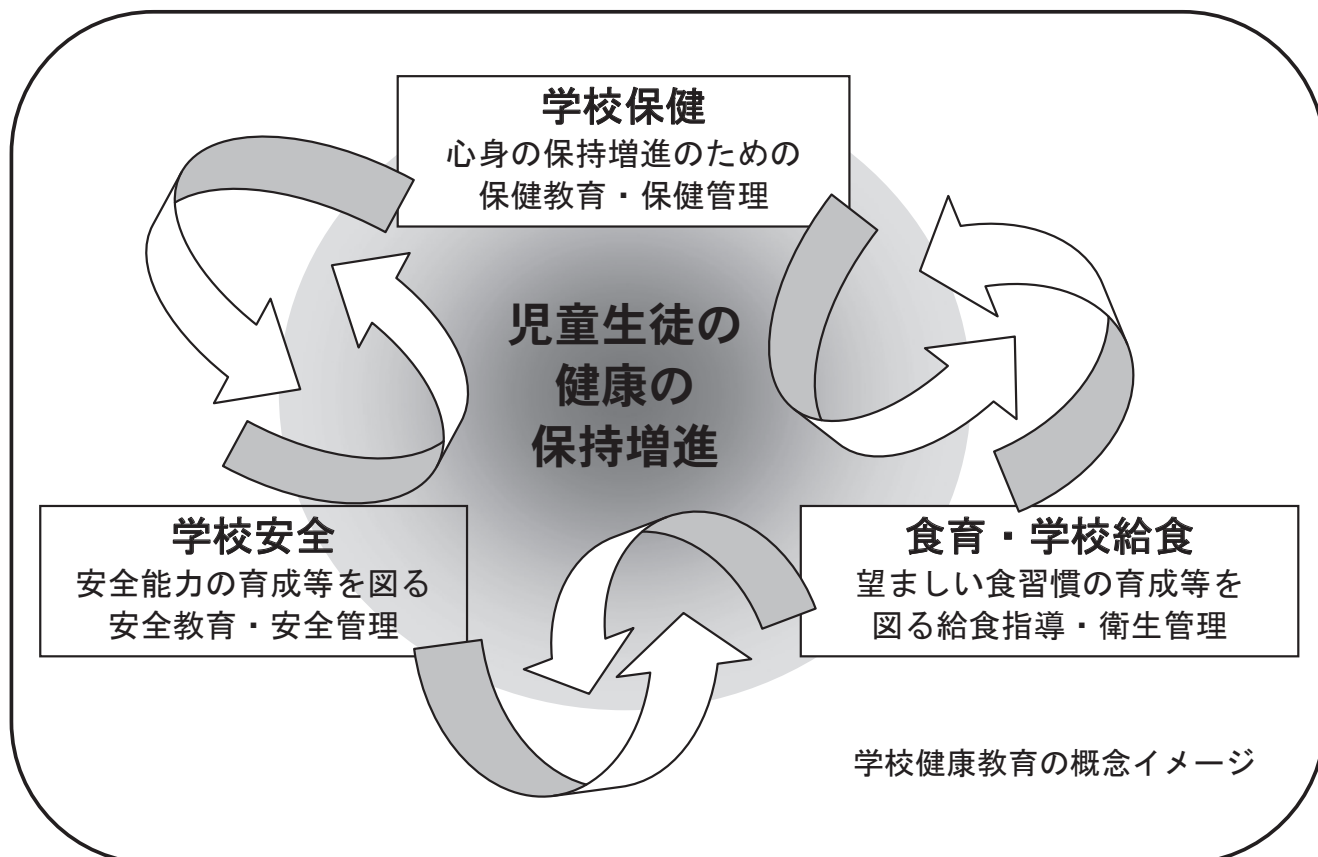 学校保健
心身の保持増進のための
保健教育・保健管理
児童生徒の
健康の
保持増進
学校安全
安全能力の育成等を図る
安全教育・安全管理
食育・学校給食
望ましい食習慣の育成等を
図る給食指導・衛生管理
学校健康教育の概念イメージ